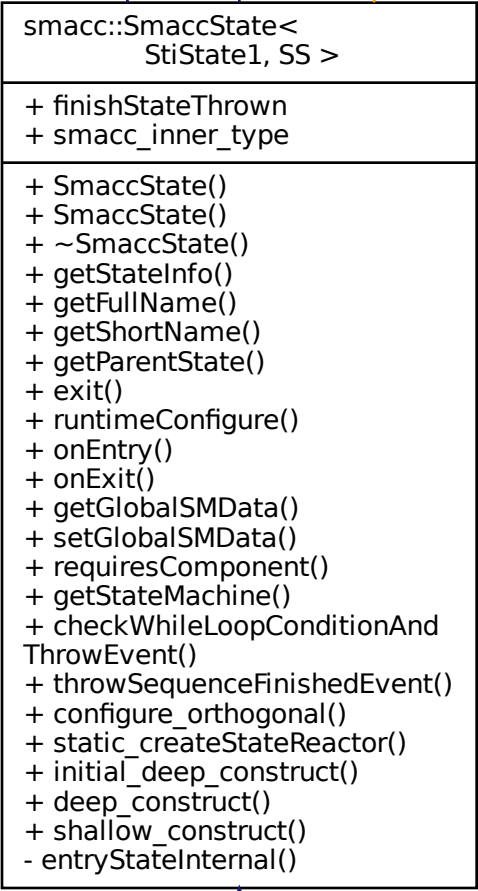 smacc::SmaccState<
StiState1, SS >
+ finishStateThrown
+ smacc_inner_type
+ SmaccState()
+ SmaccState()
+ ~SmaccState()
+ getStateInfo()
+ getFullName()
+ getShortName()
+ getParentState()
+ exit()
+ runtimeConfigure()
+ onEntry()
+ onExit()
+ getGlobalSMData()
+ setGlobalSMData()
+ requiresComponent()
+ getStateMachine()
+ checkWhileLoopConditionAnd
ThrowEvent()
+ throwSequenceFinishedEvent()
+ configure_orthogonal()
+ static_createStateReactor()
+ initial_deep_construct()
+ deep_construct()
+ shallow_construct()
- entryStateInternal()